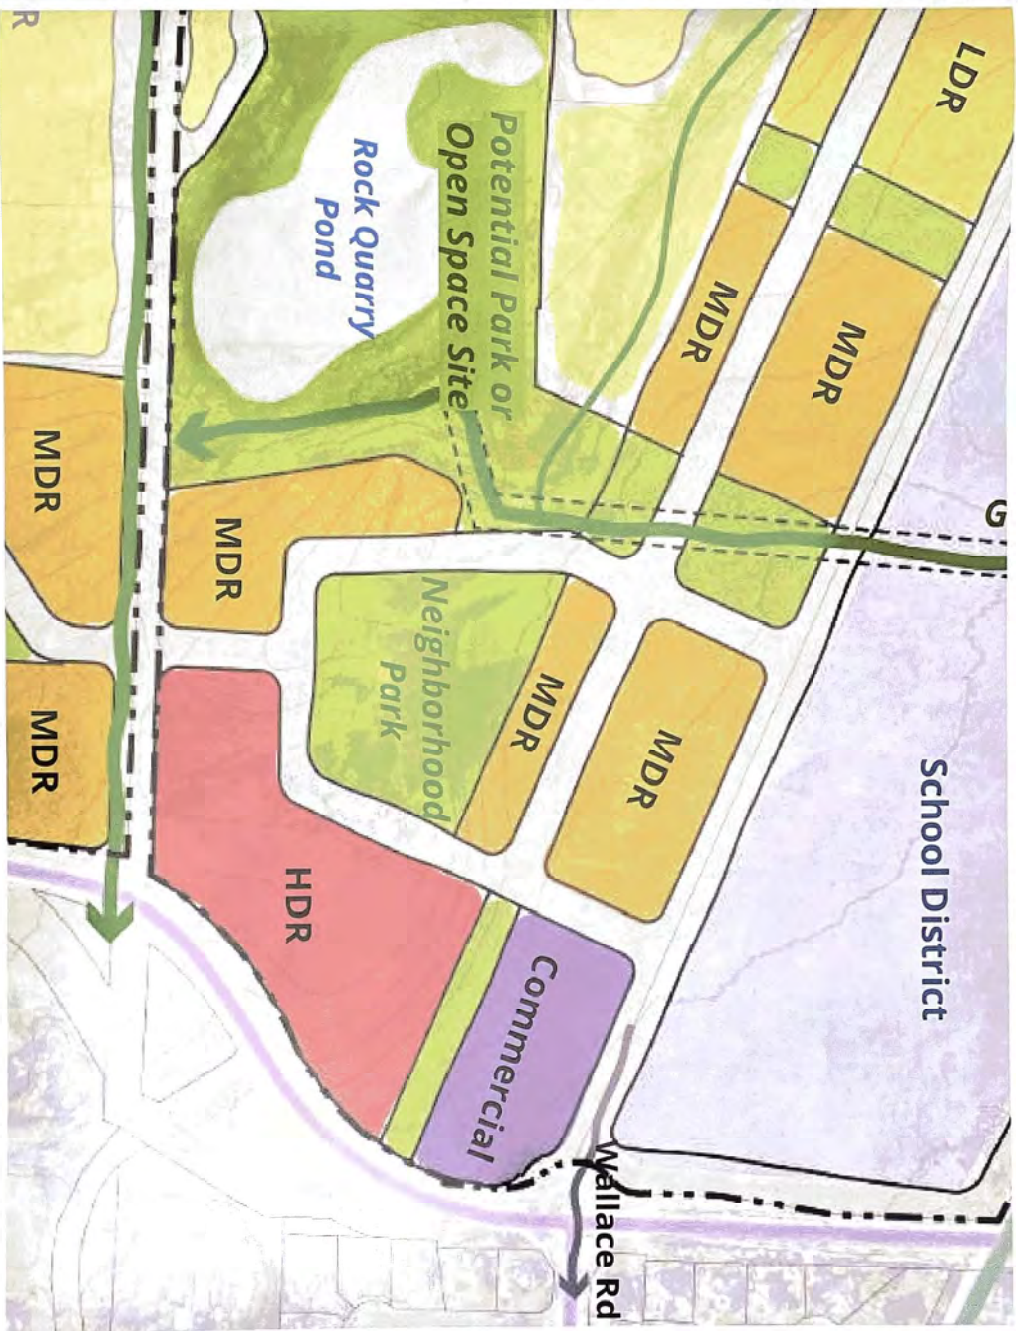 R
LDR
Potential Park or
Open Space Site
Rock Quarry
Pond
MDR
MDR
G
MDR
MDR
Neighborhood
Park
MDR
MDR
MDR
School District
HDR
Commercial
Wallace Rd